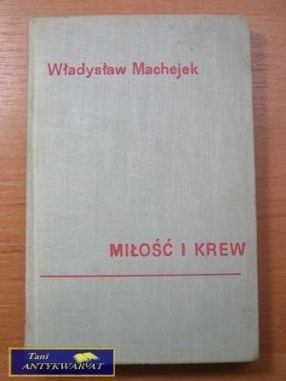 Władysław Machejek
MIŁOŚĆ I KREW
Tani
ANTYKWARIAT